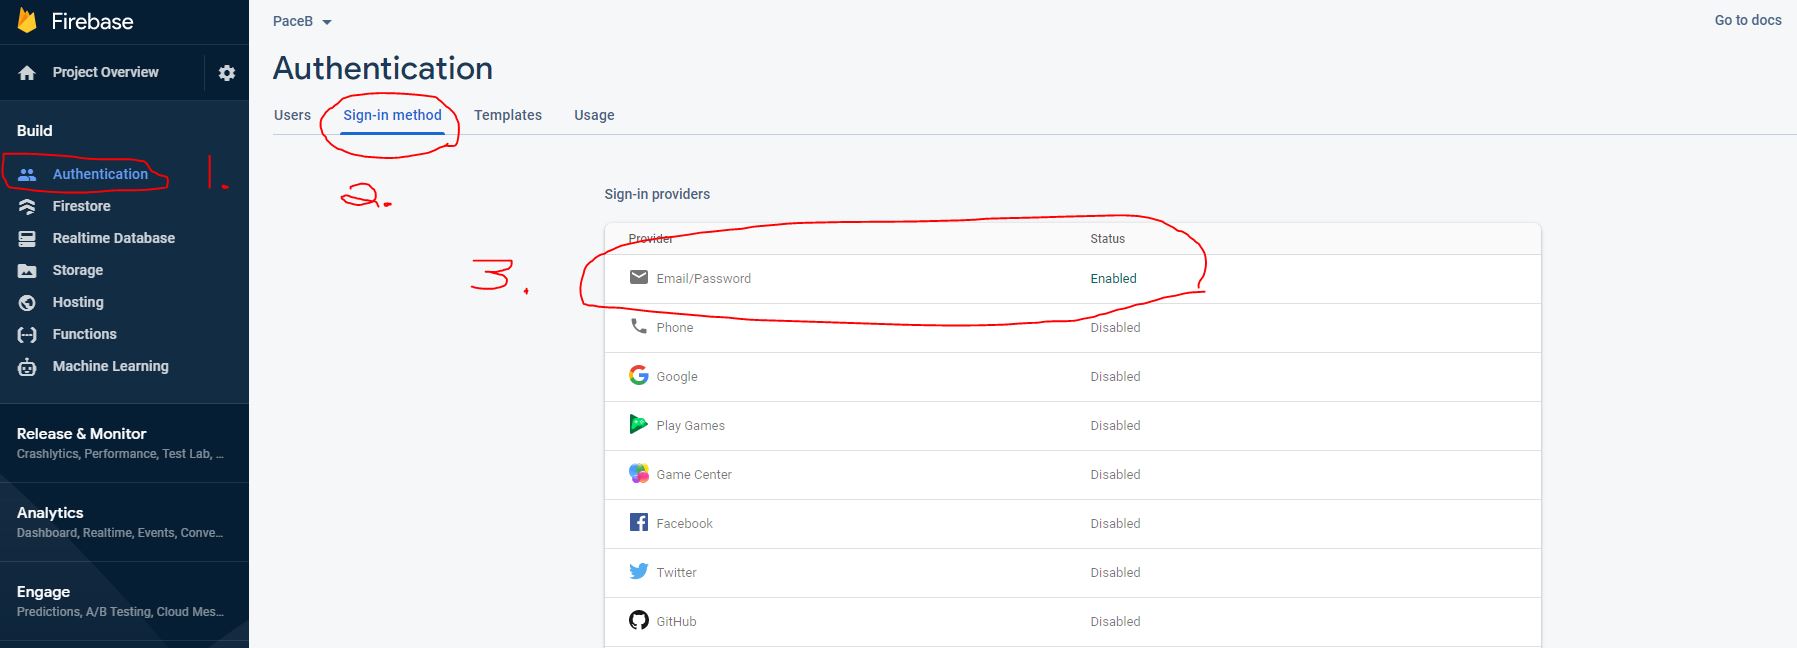 Firebase
Project Overview
Build
Authentication
Firestore
Realtime Database
Storage
Hosting
Functions
Machine Learning
Release & Monitor
Crashlytics, Performance, Test Lab, ...
Analytics
Dashboard, Realtime, Events, Conve...
Engage
Predictions, A/B Testing, Cloud Mes...
1.
PaceB
Go to docs
Authentication
Users Sign-in method Templates Usage
2.
Sign-in providers
Provider Status
3.
Email/Password Enabled
Phone Disabled
Google Disabled
Play Games Disabled
Game Center Disabled
Facebook Disabled
Twitter Disabled
GitHub Disabled